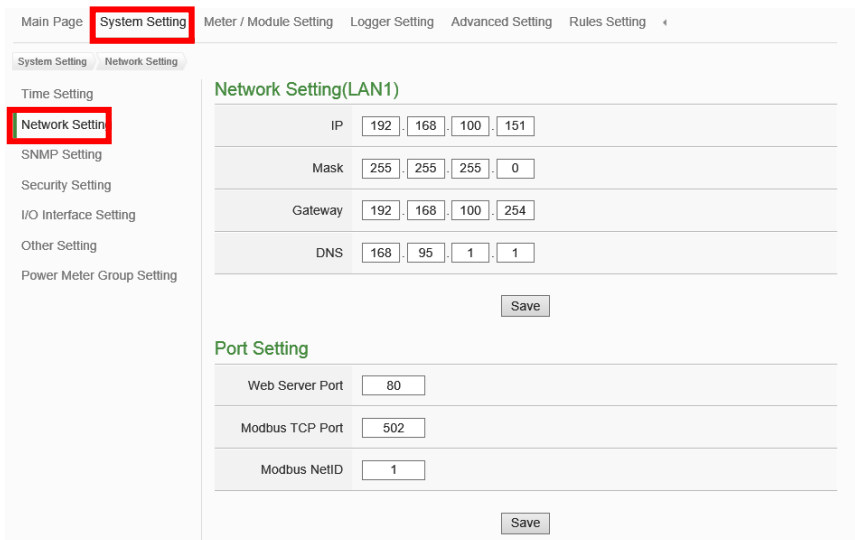 Main Page System Setting Meter / Module Setting Logger Setting Advanced Setting Rules Setting
System Setting Network Setting
Time Setting
Network Setting
SNMP Setting
Security Setting
I/O Interface Setting
Other Setting
Power Meter Group Setting
Network Setting(LAN1)
IP 192 . 168 . 100 . 151
Mask 255 . 255 . 255 . 0
Gateway 192 . 168 . 100 . 254
DNS 168 . 95 . 1 . 1
Save
Port Setting
Web Server Port 80
Modbus TCP Port 502
Modbus NetID 1
Save